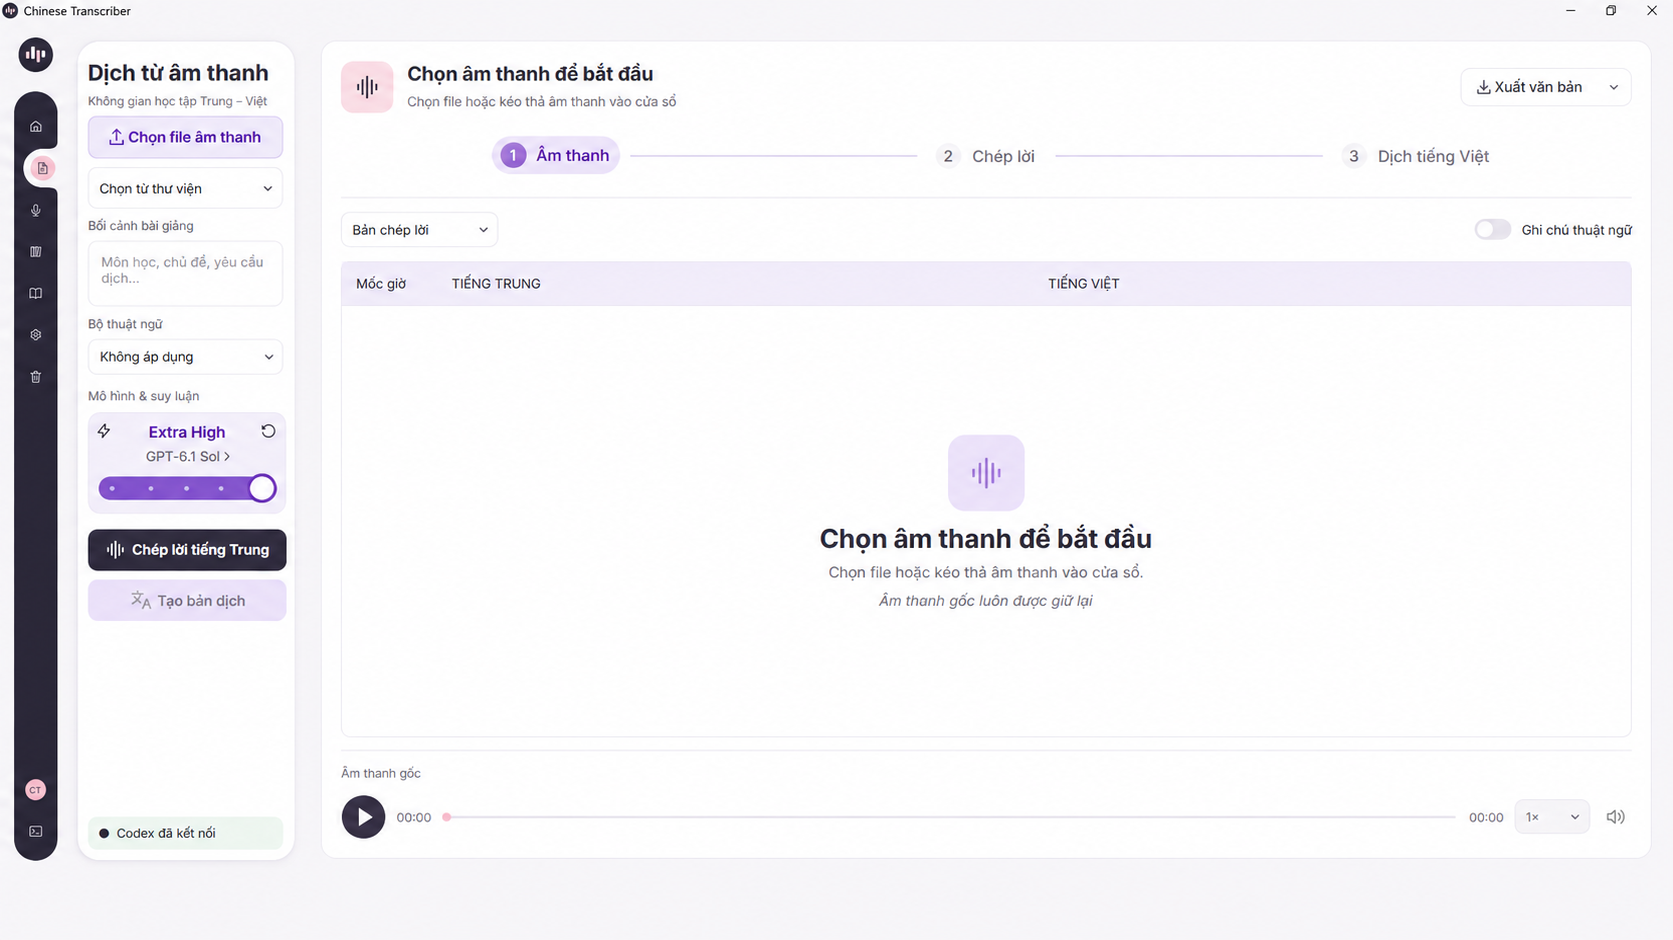 Chinese Transcriber
Dịch từ âm thanh
Không gian học tập Trung – Việt
Chọn file âm thanh
Chọn từ thư viện
Bối cảnh bài giảng
Môn học, chủ đề, yêu cầu
dịch...
Bộ thuật ngữ
Không áp dụng
Mô hình & suy luận
Extra High
GPT-6.1 Sol >
Chép lời tiếng Trung
Tạo bản dịch
CT
Codex đã kết nối
Chọn âm thanh để bắt đầu
Chọn file hoặc kéo thả âm thanh vào cửa sổ
Xuất văn bản
1 Âm thanh
2 Chép lời
3 Dịch tiếng Việt
Bản chép lời
Ghi chú thuật ngữ
Mốc giờ TIẾNG TRUNG TIẾNG VIỆT
Chọn âm thanh để bắt đầu
Chọn file hoặc kéo thả âm thanh vào cửa sổ.
Âm thanh gốc luôn được giữ lại
Âm thanh gốc
00:00 00:00 1×